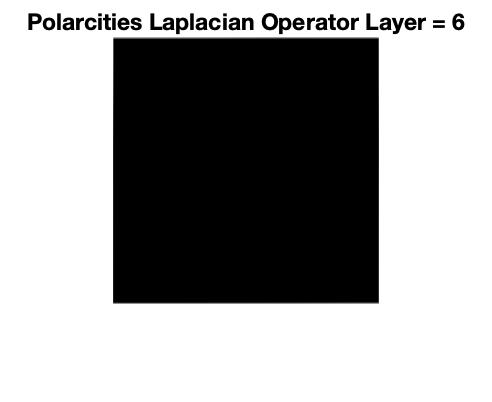 Polarcities Laplacian Operator Layer = 6